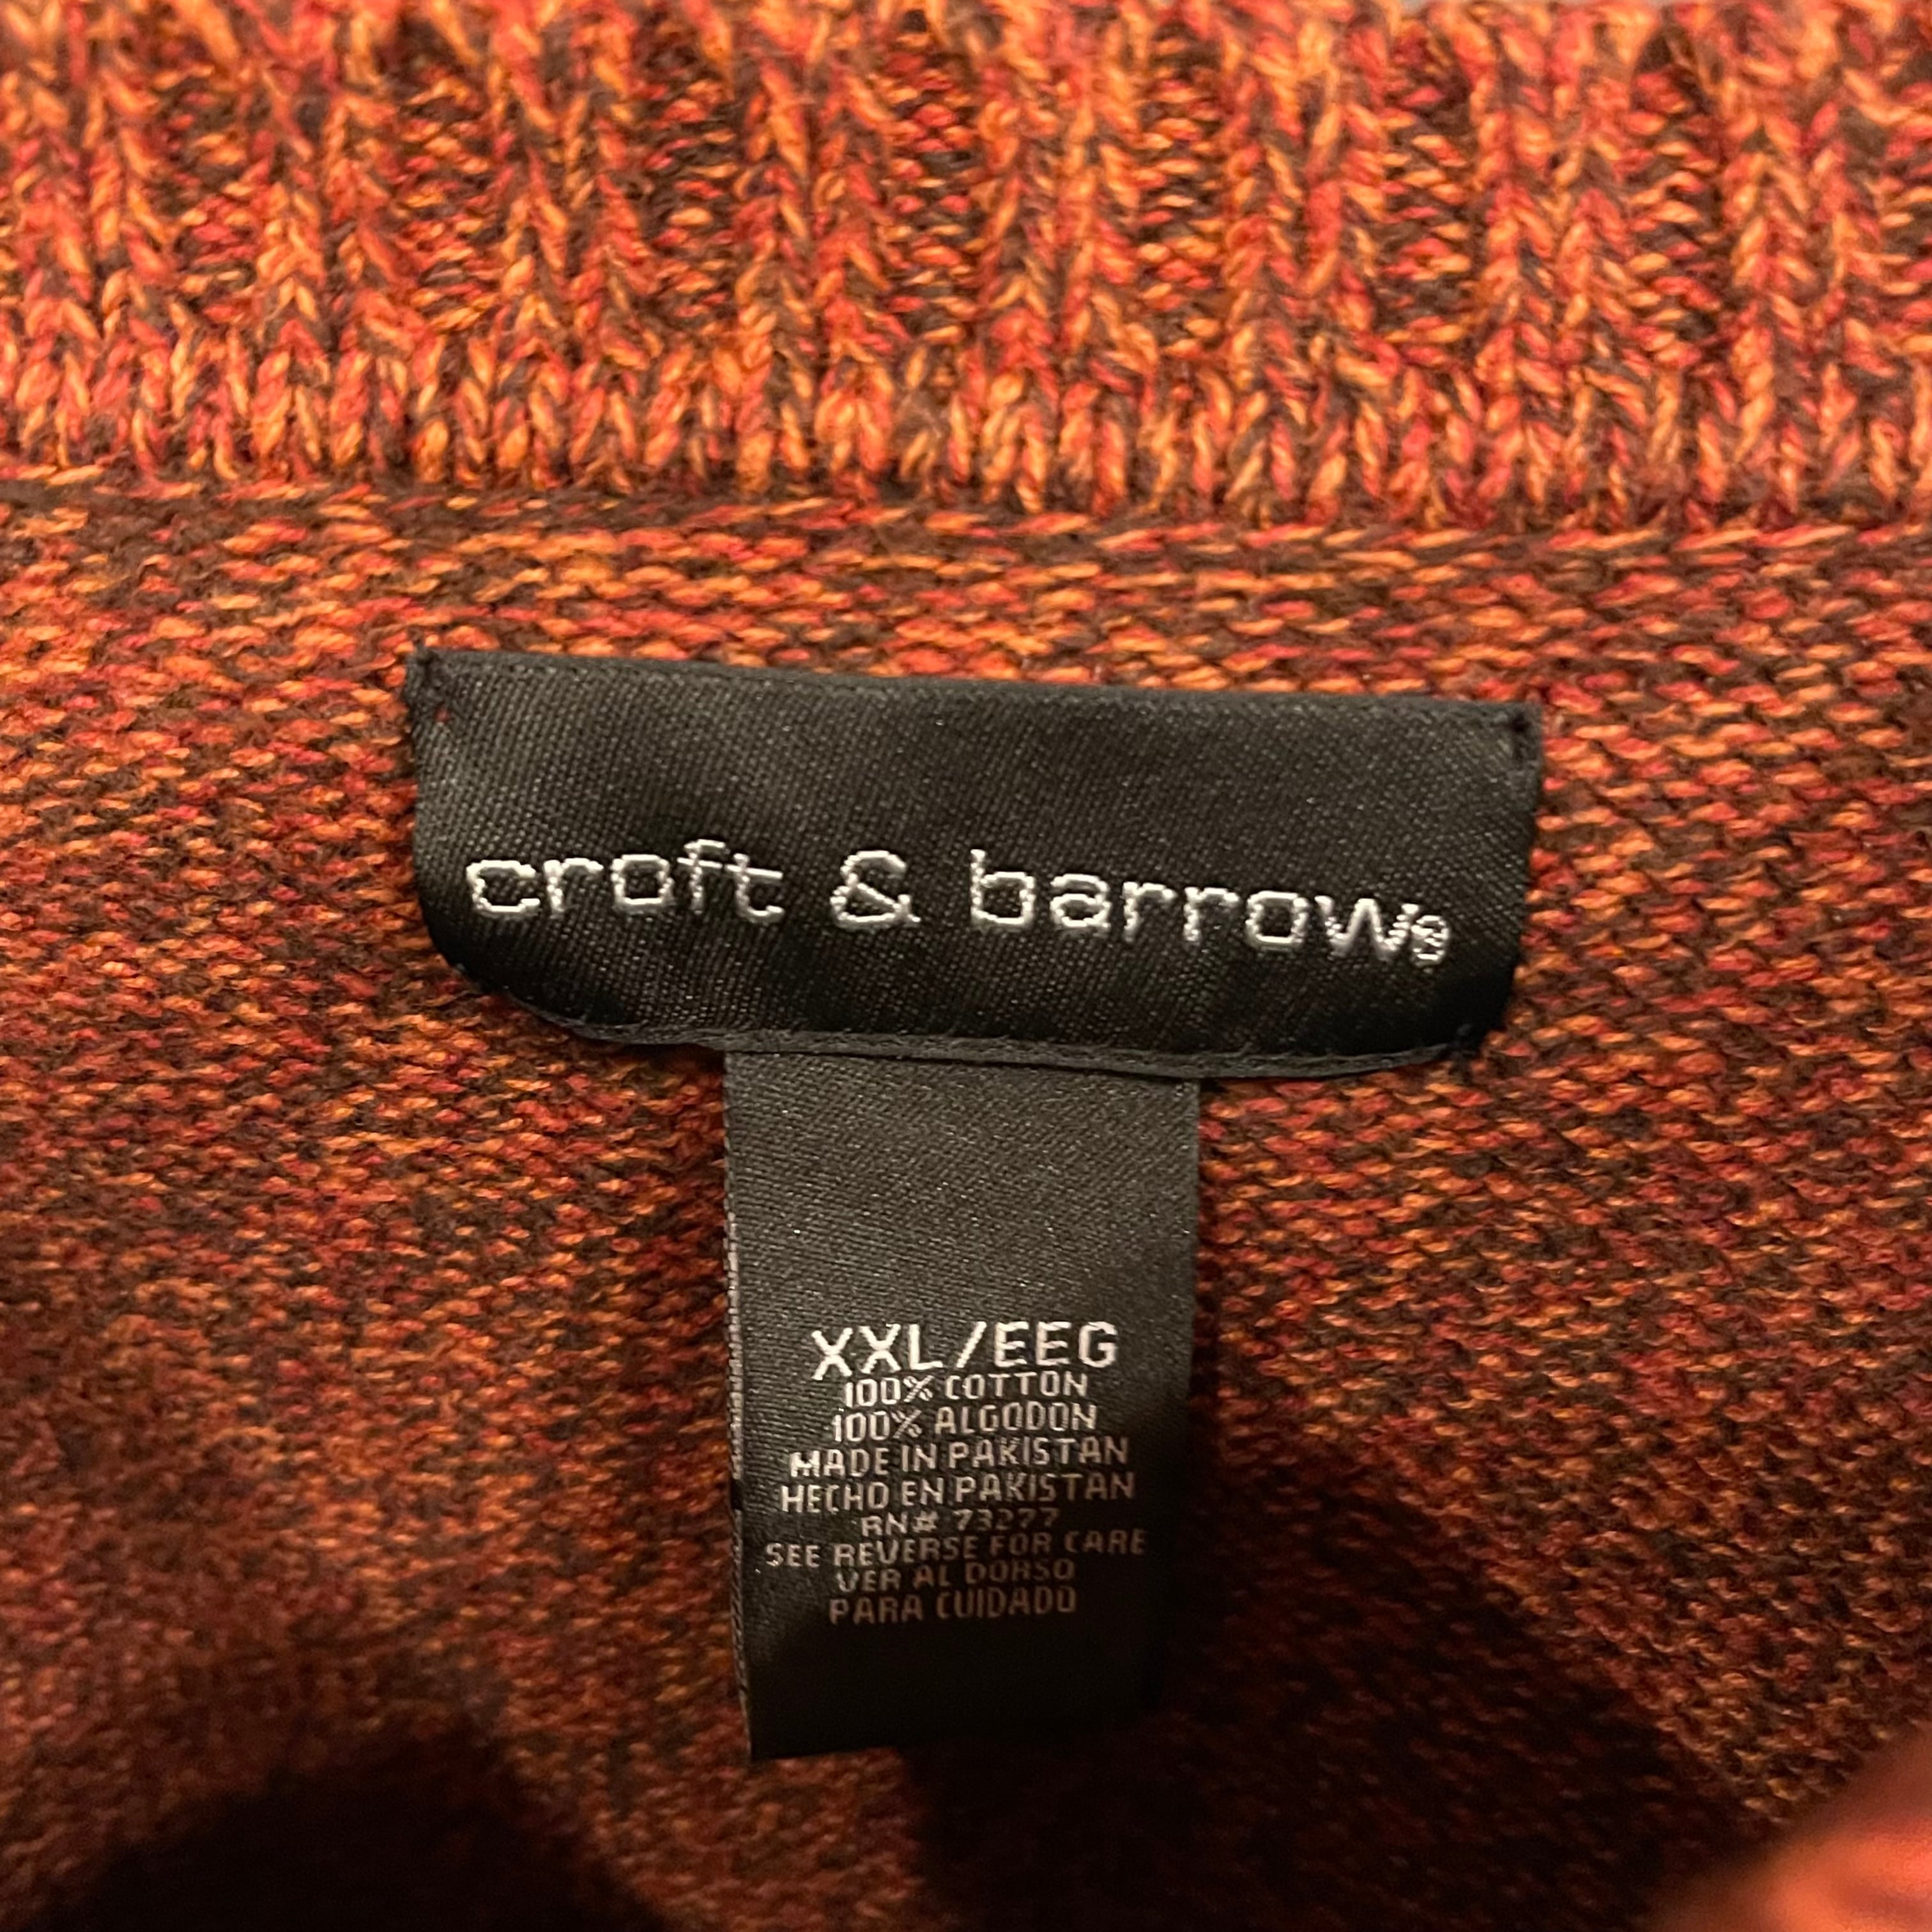 croft & barrow®
XXL/EEG
100% COTTON
100% ALGODON
MADE IN PAKISTAN
HECHO EN PAKISTAN
RN# 73277
SEE REVERSE FOR CARE
VER AL DORSO
PARA CUIDADO